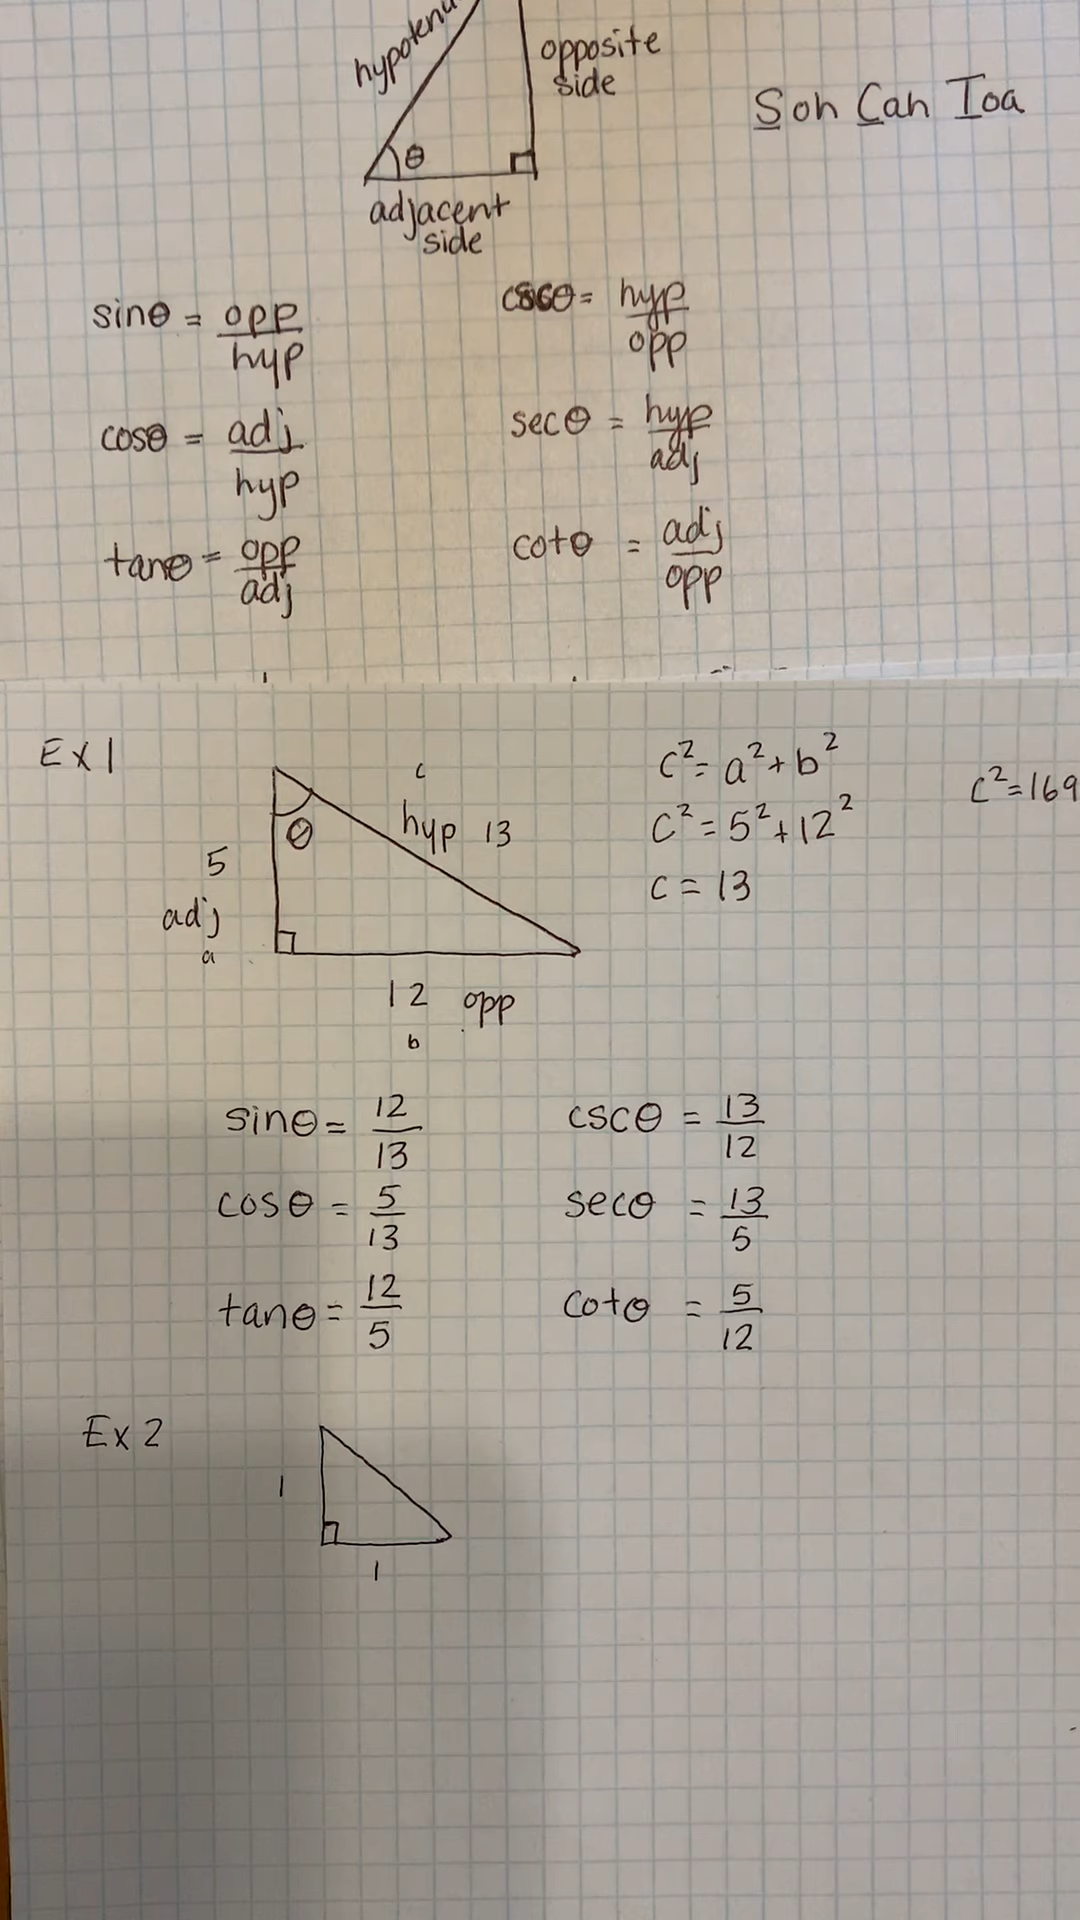 opposite
side
Soh Cah Toa
θ
adjacent
side
sinθ = opp/hyp
cscθ = hyp/opp
cosθ = adj/hyp
secθ = hyp/adj
tanθ = opp/adj
cotθ = adj/opp
Ex 1
c
hyp 13
θ
5
adj
a
12 opp
b
c² = a² + b²
c² = 5² + 12²
c = 13
c² = 169
sinθ = 12/13
cscθ = 13/12
cosθ = 5/13
secθ = 13/5
tanθ = 12/5
cotθ = 5/12
Ex 2
1
1